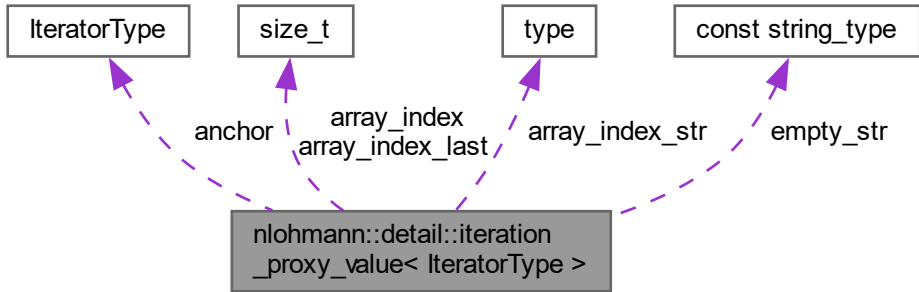 IteratorType
size_t
type
const string_type
anchor
array_index
array_index_last
array_index_str
empty_str
nlohmann::detail::iteration
_proxy_value< IteratorType >